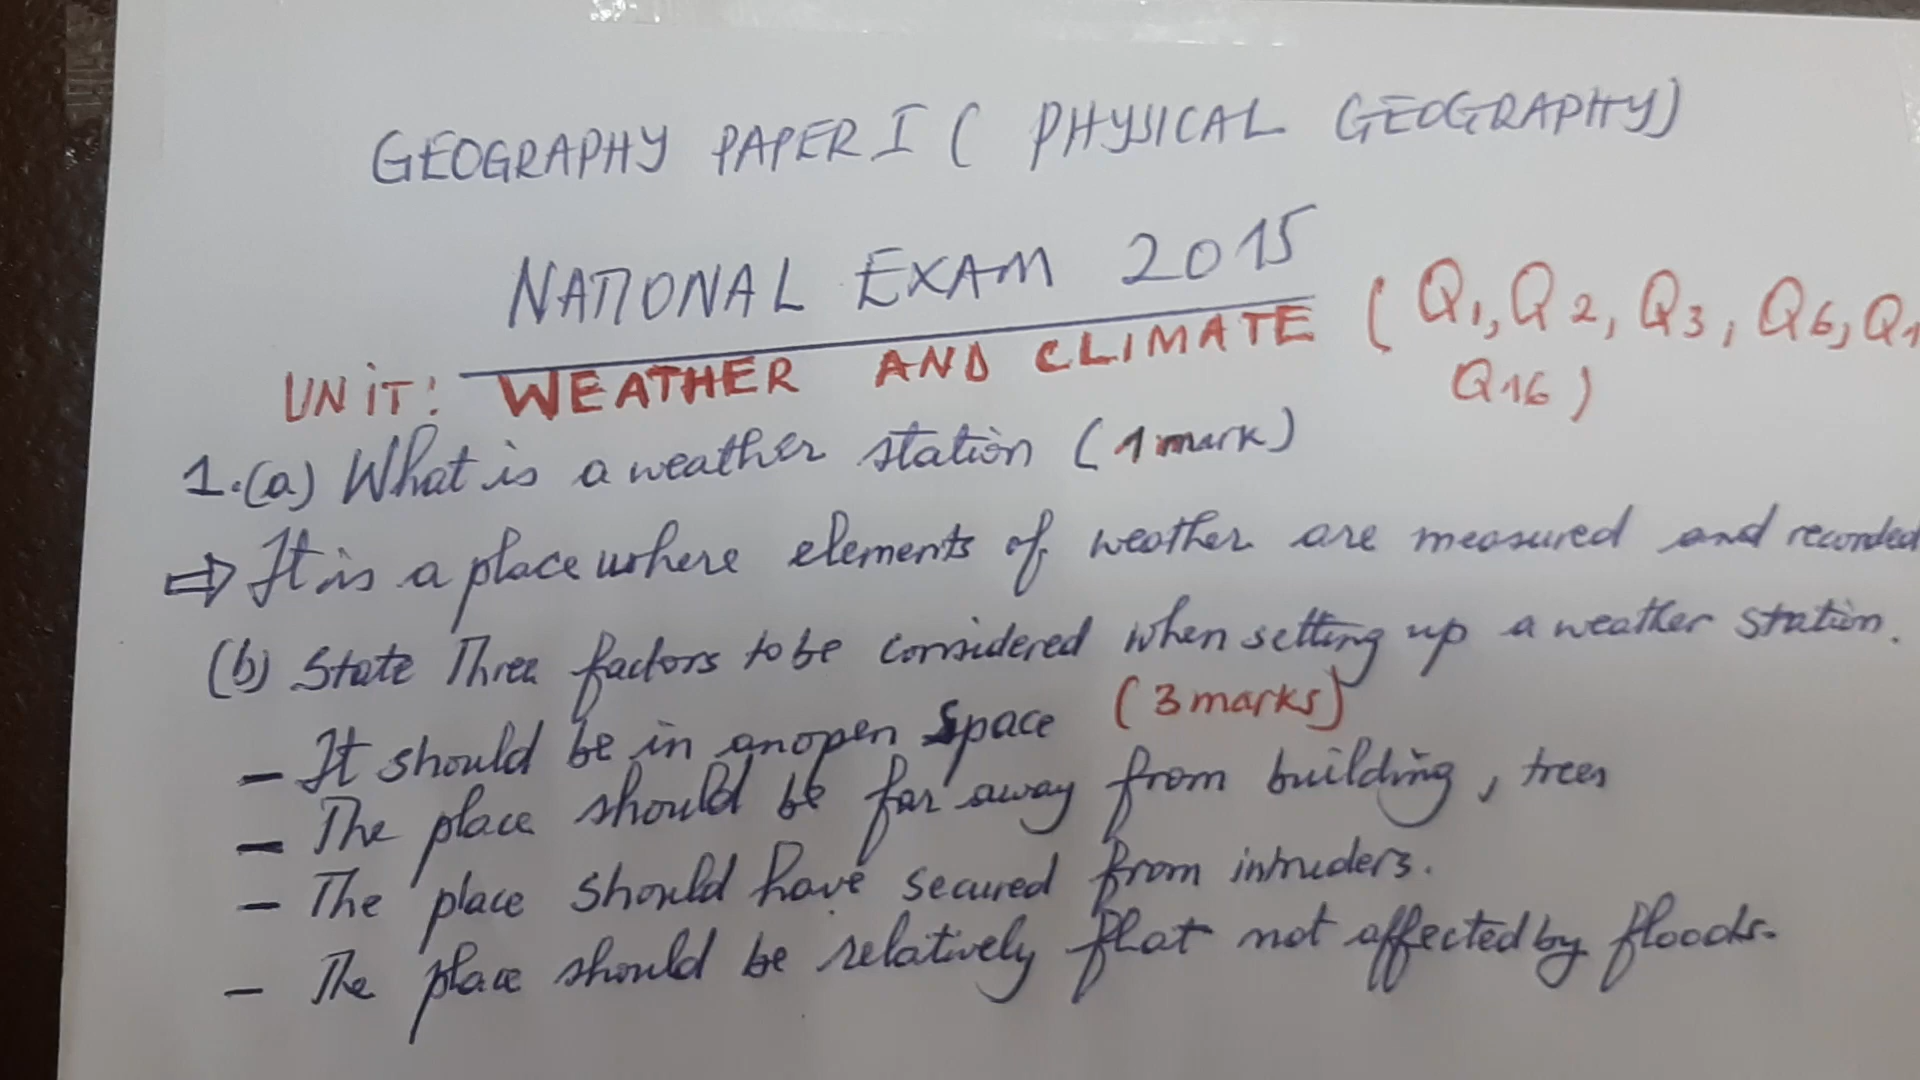 GEOGRAPHY PAPER I ( PHYSICAL GEOGRAPHY)
NATIONAL EXAM 2015
UNIT: WEATHER AND CLIMATE ( Q1, Q2, Q3, Q6, Q1
Q16 )
1.(a) What is a weather station (1 mark)
⇒ It is a place where elements of weather are measured and recorded
(b) State Three factors to be considered when setting up a weather station.
(3 marks)
- It should be in an open space
- The place should be far away from building, trees
- The place should have secured from intruders.
- The place should be relatively flat not affected by floods.